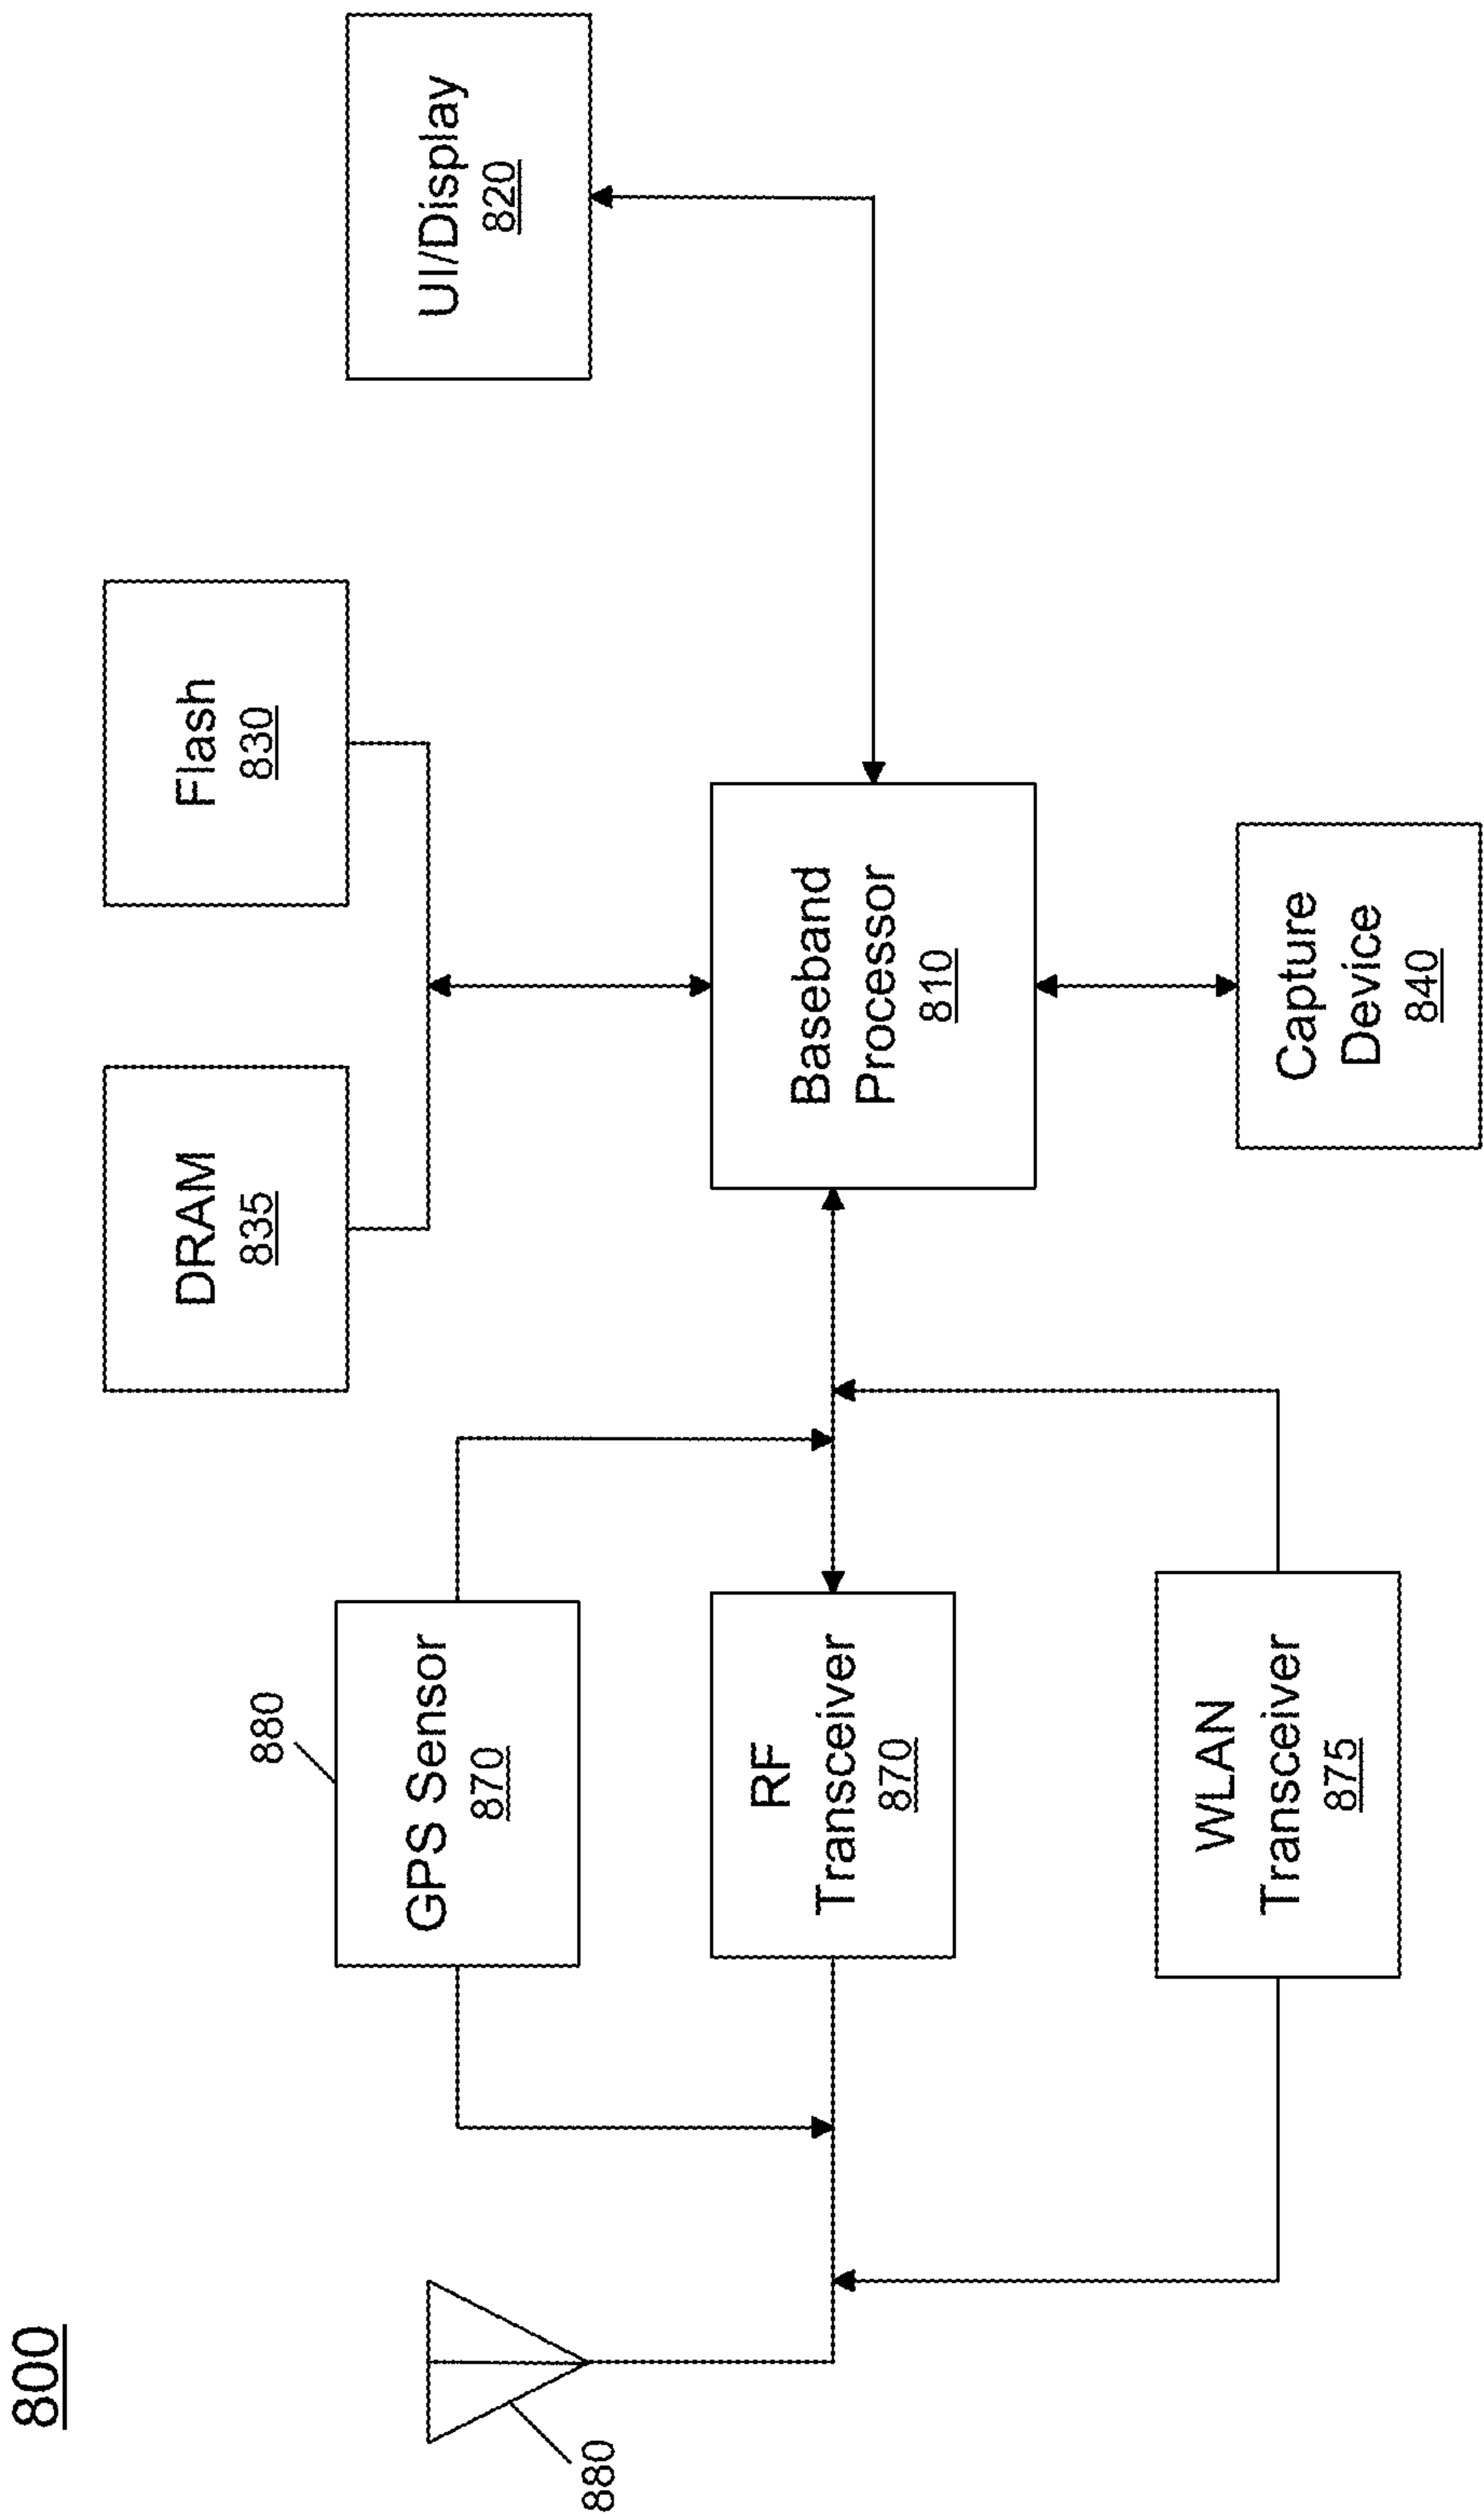 800
DRAM
835
Flash
830
UI/Display
820
880
GPS Sensor
870
880
RF
Transceiver
870
Baseband
Processor
810
WLAN
Transceiver
875
Capture
Device
840